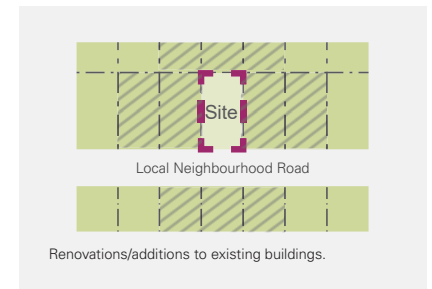 Site
Local Neighbourhood Road
Renovations/additions to existing buildings.